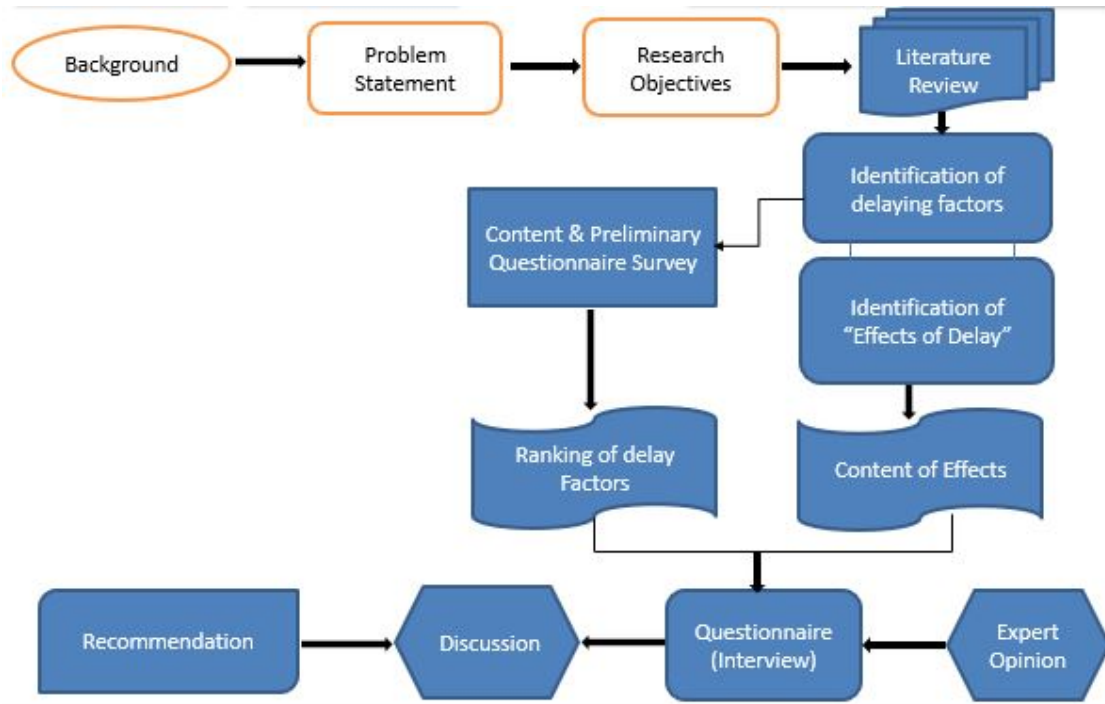 Background
Problem
Statement
Research
Objectives
Literature
Review
Identification of
delaying factors
Content & Preliminary
Questionnaire Survey
Identification of
“Effects of Delay”
Ranking of delay
Factors
Content of Effects
Recommendation
Discussion
Questionnaire
(Interview)
Expert
Opinion